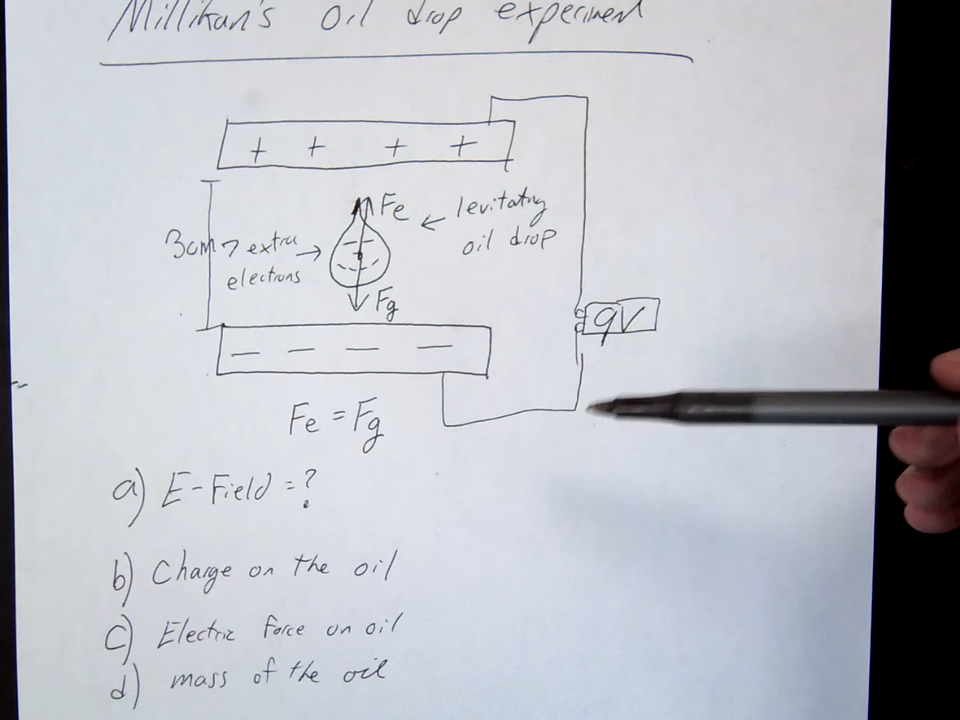 Millikan's oil drop experiment
+ + + +
Fe
levitating
oil drop
3cm
7 extra
electrons
Fg
9V
— — — —
Fe = Fg
a) E-Field = ?
b) Charge on the oil
c) Electric Force on oil
d) mass of the oil